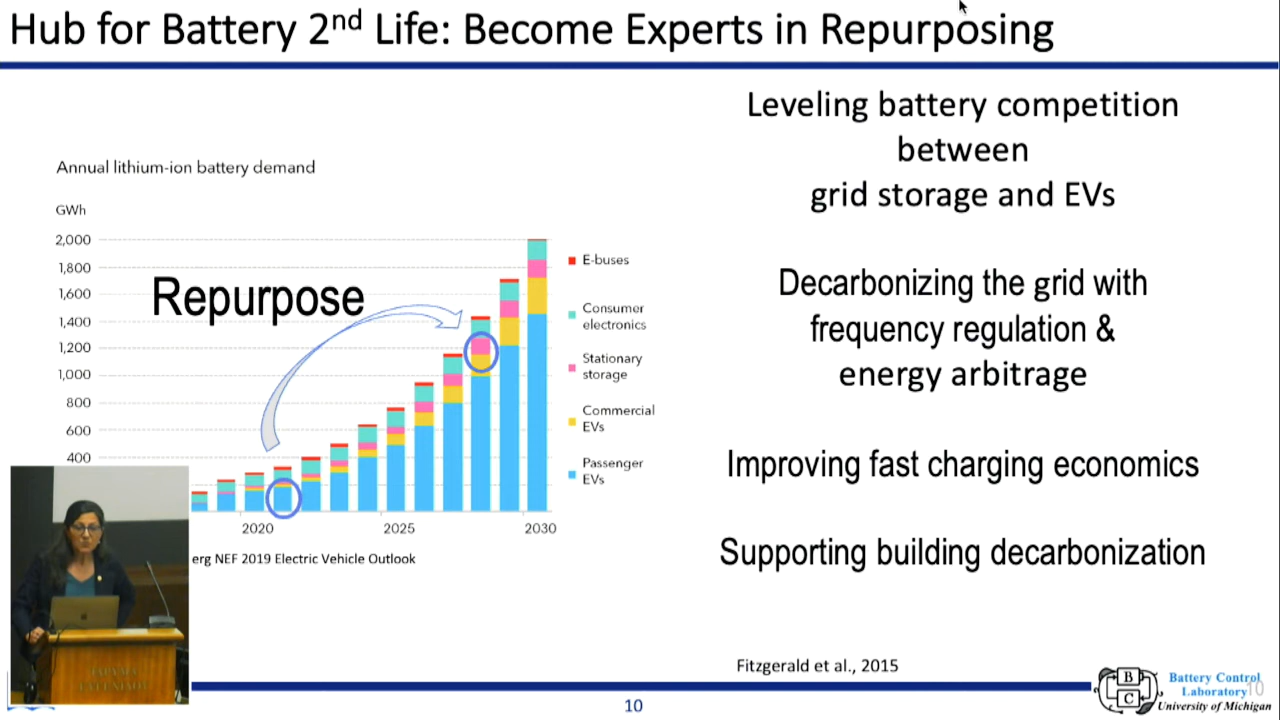 Hub for Battery 2nd Life: Become Experts in Repurposing
Leveling battery competition
between
grid storage and EVs
Decarbonizing the grid with
frequency regulation &
energy arbitrage
Improving fast charging economics
Supporting building decarbonization
Annual lithium-ion battery demand
GWh
2,000
1,800
1,600
1,400
1,200
1,000
800
600
400
Repurpose
E-buses
Consumer
electronics
Stationary
storage
Commercial
EVs
Passenger
EVs
2020
2025
2030
erg NEF 2019 Electric Vehicle Outlook
Fitzgerald et al., 2015
10
B
C
Battery Control
Laboratory
10
University of Michigan